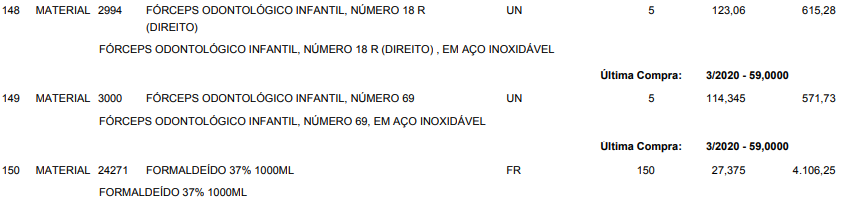 148 MATERIAL 2994 FÓRCEPS ODONTOLÓGICO INFANTIL, NÚMERO 18 R UN 5 123,06 615,28
(DIREITO)
FÓRCEPS ODONTOLÓGICO INFANTIL, NÚMERO 18 R (DIREITO) , EM AÇO INOXIDÁVEL
Última Compra: 3/2020 - 59,0000
149 MATERIAL 3000 FÓRCEPS ODONTOLÓGICO INFANTIL, NÚMERO 69 UN 5 114,345 571,73
FÓRCEPS ODONTOLÓGICO INFANTIL, NÚMERO 69, EM AÇO INOXIDÁVEL
Última Compra: 3/2020 - 59,0000
150 MATERIAL 24271 FORMALDEÍDO 37% 1000ML FR 150 27,375 4.106,25
FORMALDEÍDO 37% 1000ML